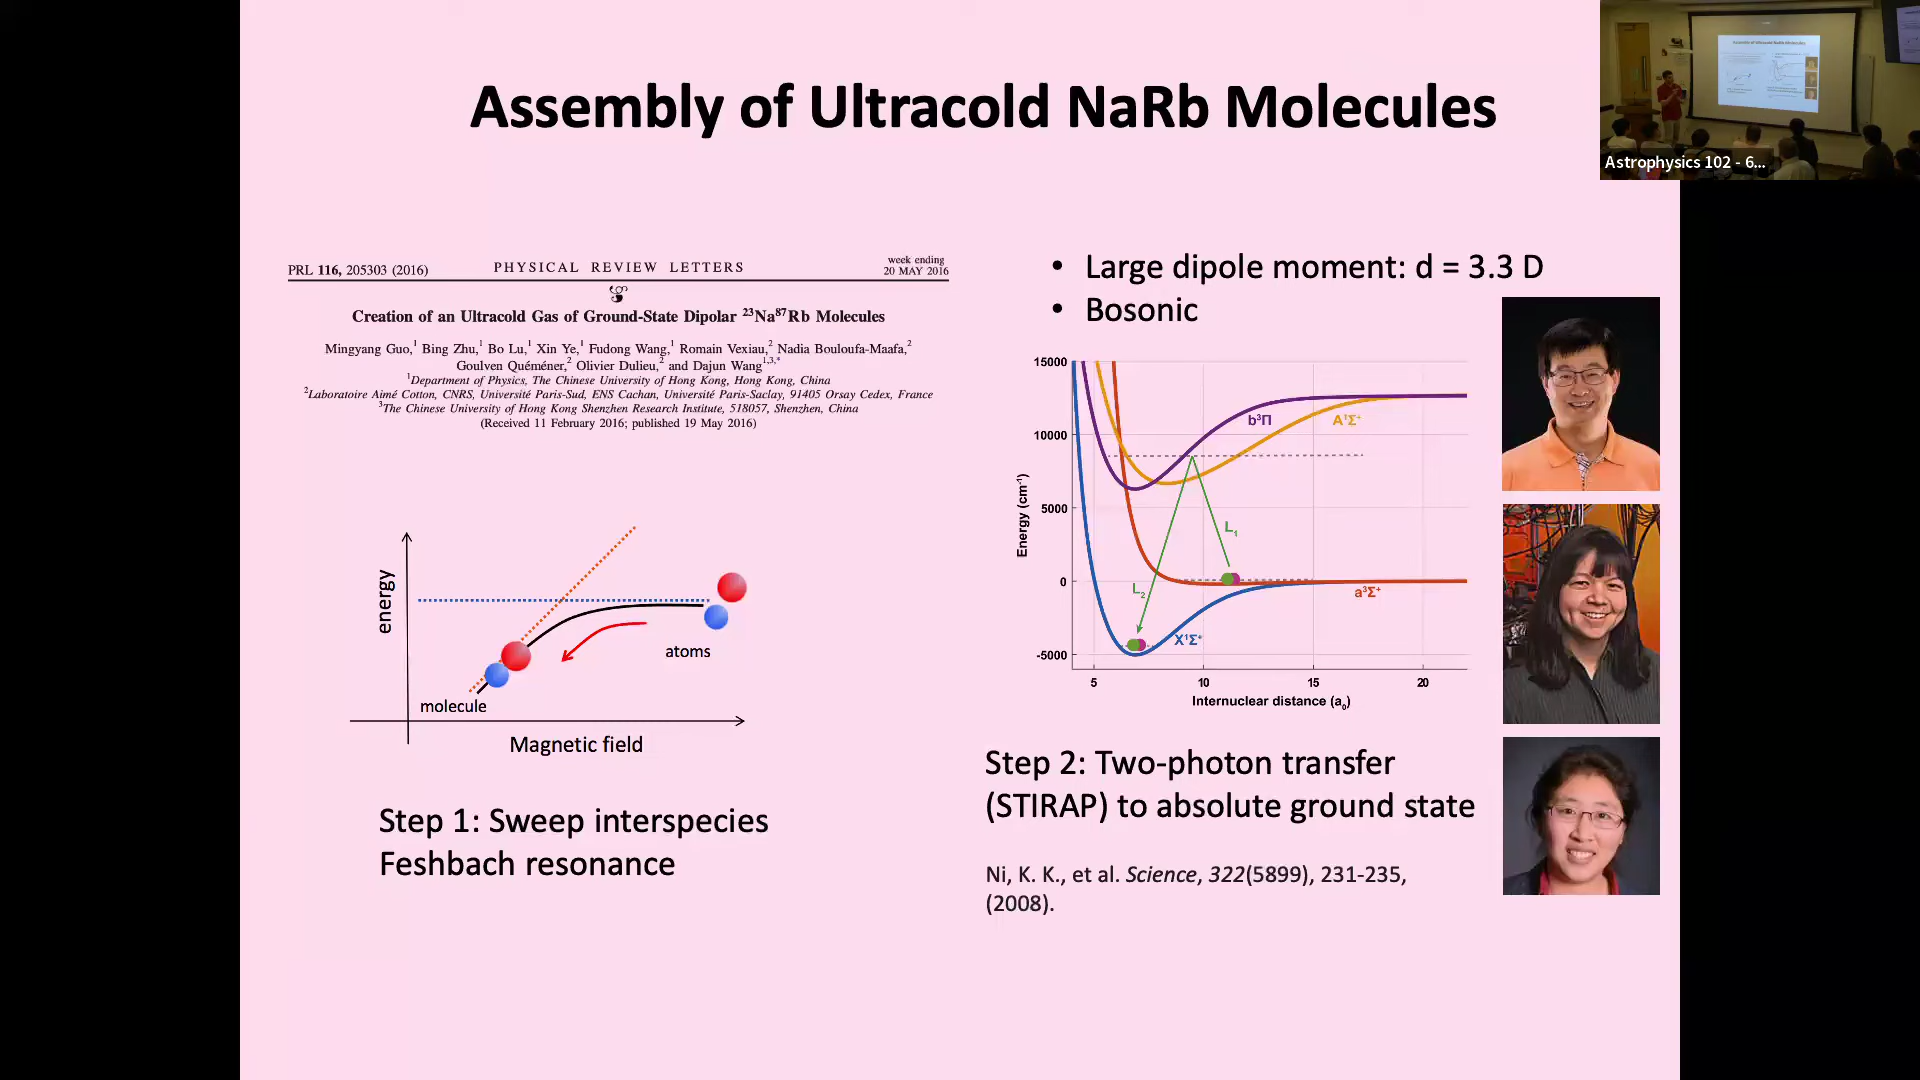 Assembly of Ultracold NaRb Molecules
Astrophysics 102 - 6...
PRL 116, 205303 (2016)
PHYSICAL REVIEW LETTERS
week ending
20 MAY 2016
Creation of an Ultracold Gas of Ground-State Dipolar ²³Na⁸⁷Rb Molecules
Mingyang Guo,¹ Bing Zhu,¹ Bo Lu,¹ Xin Ye,¹ Fudong Wang,¹ Romain Vexiau,² Nadia Bouloufa-Maafa,²
Goulven Quéméner,² Olivier Dulieu,² and Dajun Wang¹,³,*
¹Department of Physics, The Chinese University of Hong Kong, Hong Kong, China
²Laboratoire Aimé Cotton, CNRS, Université Paris-Sud, ENS Cachan, Université Paris-Saclay, 91405 Orsay Cedex, France
³The Chinese University of Hong Kong Shenzhen Research Institute, 518057, Shenzhen, China
(Received 11 February 2016; published 19 May 2016)
energy
atoms
molecule
Magnetic field
Step 1: Sweep interspecies
Feshbach resonance
• Large dipole moment: d = 3.3 D
• Bosonic
15000
10000
5000
0
-5000
Energy (cm⁻¹)
b³Π
A¹Σ⁺
L₁
L₂
a³Σ⁺
X¹Σ⁺
5
10
15
20
Internuclear distance (a₀)
Step 2: Two-photon transfer
(STIRAP) to absolute ground state
Ni, K. K., et al. Science, 322(5899), 231-235,
(2008).